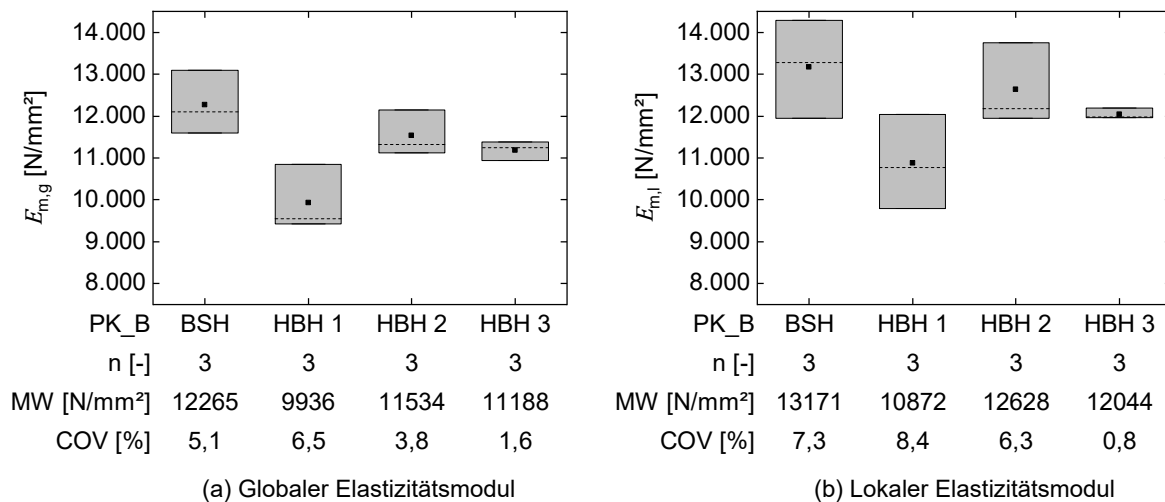 14.000
13.000
12.000
11.000
10.000
9.000
8.000
E m,g [N/mm²]
PK_B BSH HBH 1 HBH 2 HBH 3
n [-] 3 3 3 3
MW [N/mm²] 12265 9936 11534 11188
COV [%] 5,1 6,5 3,8 1,6
(a) Globaler Elastizitätsmodul
14.000
13.000
12.000
11.000
10.000
9.000
8.000
E m,l [N/mm²]
PK_B BSH HBH 1 HBH 2 HBH 3
n [-] 3 3 3 3
MW [N/mm²] 13171 10872 12628 12044
COV [%] 7,3 8,4 6,3 0,8
(b) Lokaler Elastizitätsmodul